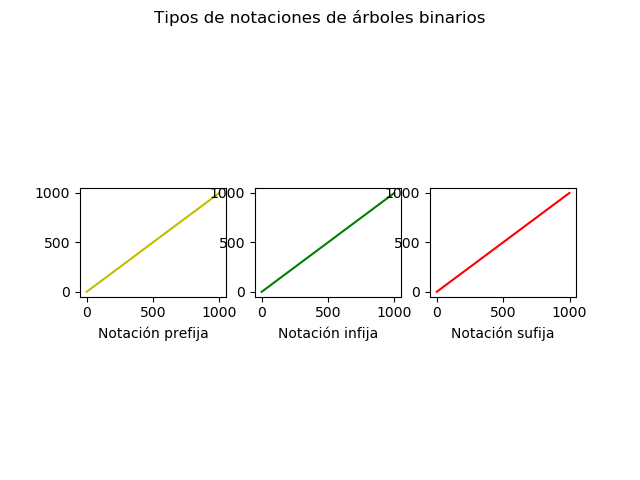 Tipos de notaciones de árboles binarios
1000
500
0
0 500 1000
Notación prefija
1000
500
0
0 500 1000
Notación infija
1000
500
0
0 500 1000
Notación sufija